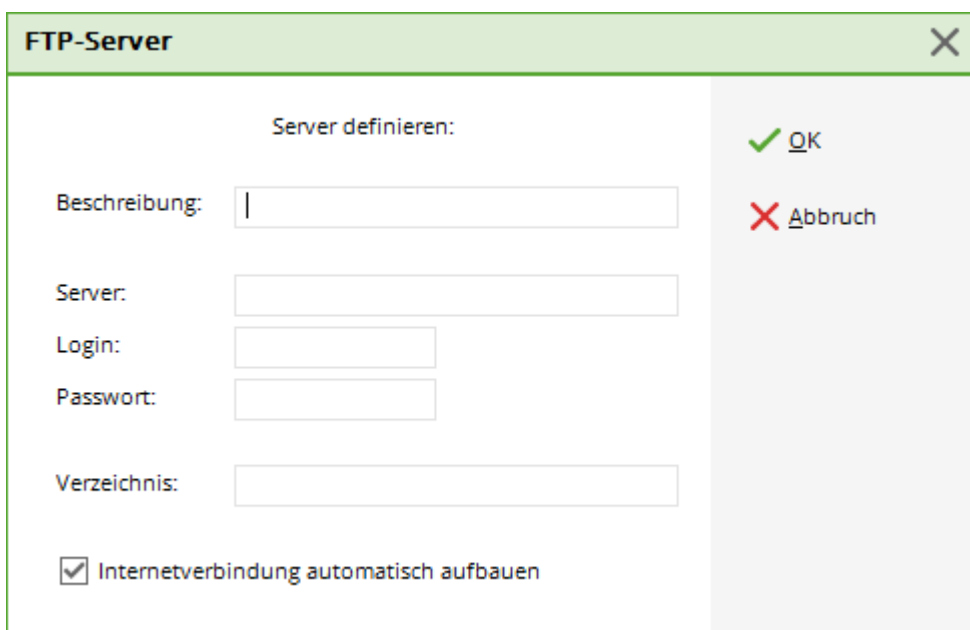 FTP-Server
Server definieren:
OK
Beschreibung:
Abbruch
Server:
Login:
Passwort:
Verzeichnis:
Internetverbindung automatisch aufbauen